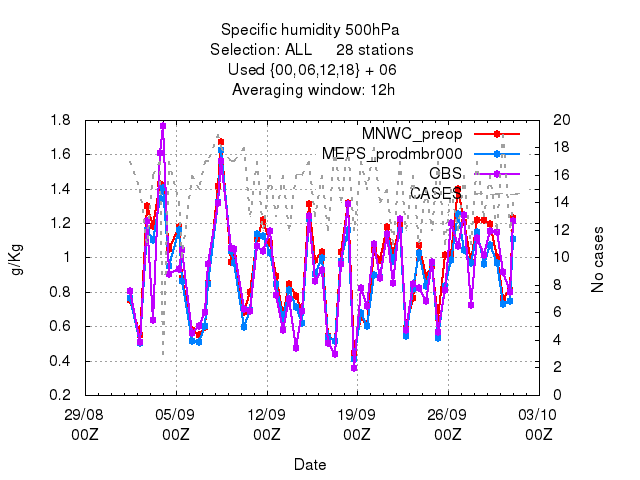 Specific humidity 500hPa
Selection: ALL 28 stations
Used {00,06,12,18} + 06
Averaging window: 12h
MNWC_preop
MEPS_prodmbr000
OBS
CASES
g/Kg
1.8
1.6
1.4
1.2
1
0.8
0.6
0.4
0.2
No cases
20
18
16
14
12
10
8
6
4
2
0
29/08 05/09 12/09 19/09 26/09 03/10
00Z 00Z 00Z 00Z 00Z 00Z
Date